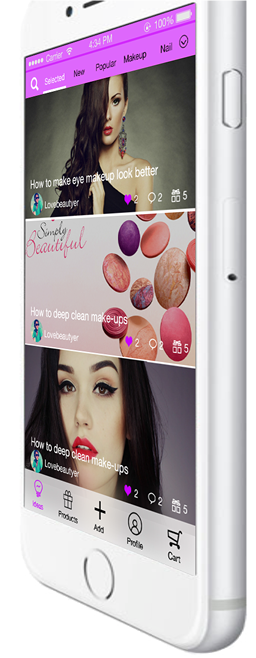 Carrier 4:34 PM 100%
Selected New Popular Makeup Nail
How to make eye makeup look better
Lovebeautyer 2 2 5
Simply
Beautiful
How to deep clean make-ups
Lovebeautyer 2 2 5
How to deep clean make-ups
Lovebeautyer
2 2 5
Ideas Products Add Profile Cart